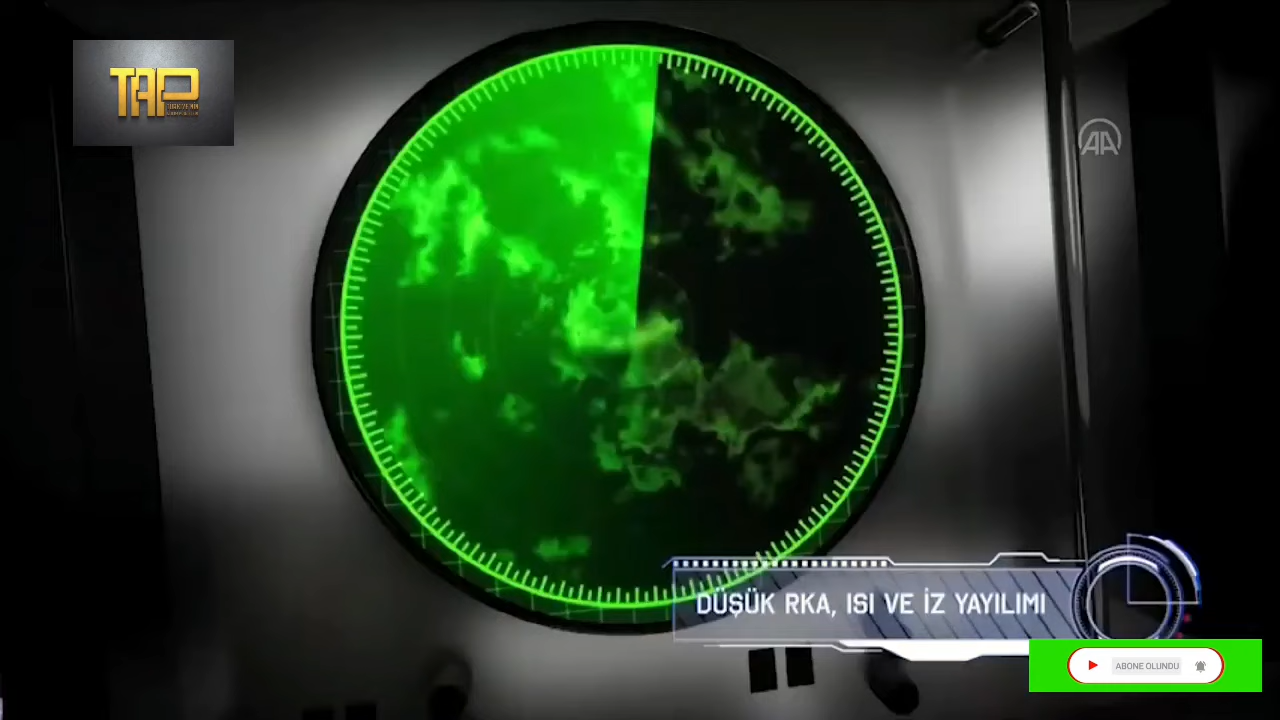 TAP
AA
DÜŞÜK RKA, ISI VE İZ YAYILIMI
ABONE OLUNDU